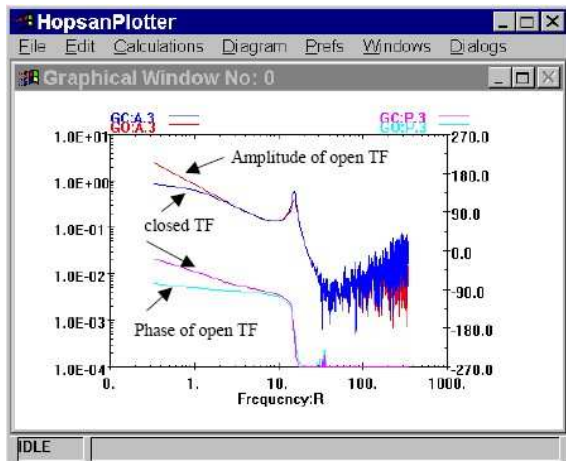 HopsanPlotter
File Edit Calculations Diagram Prefs Windows Dialogs
Graphical Window No: 0
GC:A.3 GC:P.3
GO:A.3 GO:P.3
1.0E+01 270.0
Amplitude of open TF
1.0E+00 180.0
90.0
closed TF
1.0E-01 0.0
1.0E-02 -90.0
Phase of open TF
1.0E-03 -180.0
1.0E-04 -270.0
0. 1. 10. 100. 1000.
Frequency:R
IDLE